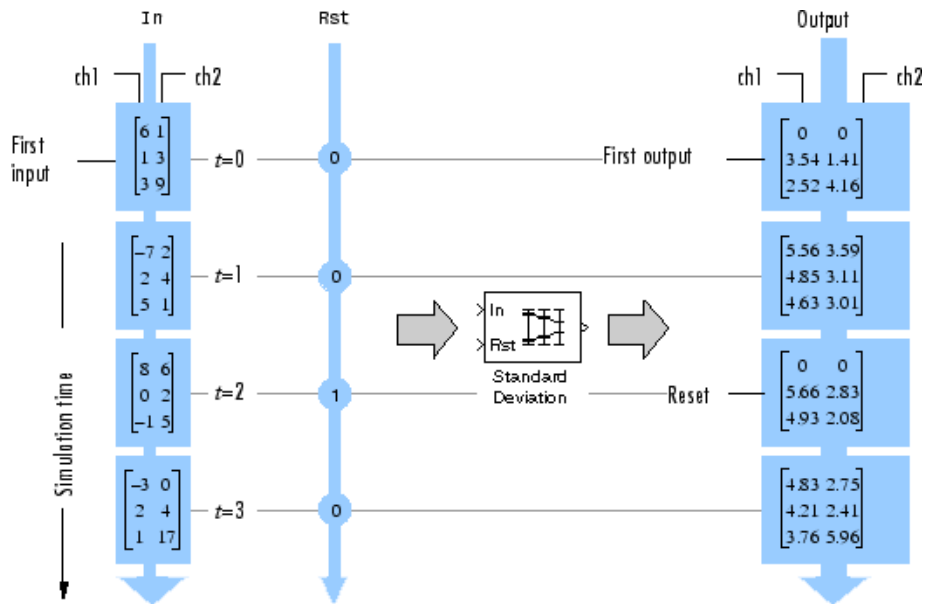 In Rst Output
ch1 ch2 ch1 ch2
First input
6 1
1 3
3 9
t=0
0
First output
0 0
3.54 1.41
2.52 4.16
-7 2
2 4
5 1
t=1
0
5.56 3.59
4.85 3.11
4.63 3.01
In
Rst
Standard
Deviation
Simulation time
8 6
0 2
-1 5
t=2
1
Reset
0 0
5.66 2.83
4.93 2.08
-3 0
2 4
1 17
t=3
0
4.83 2.75
4.21 2.41
3.76 5.96